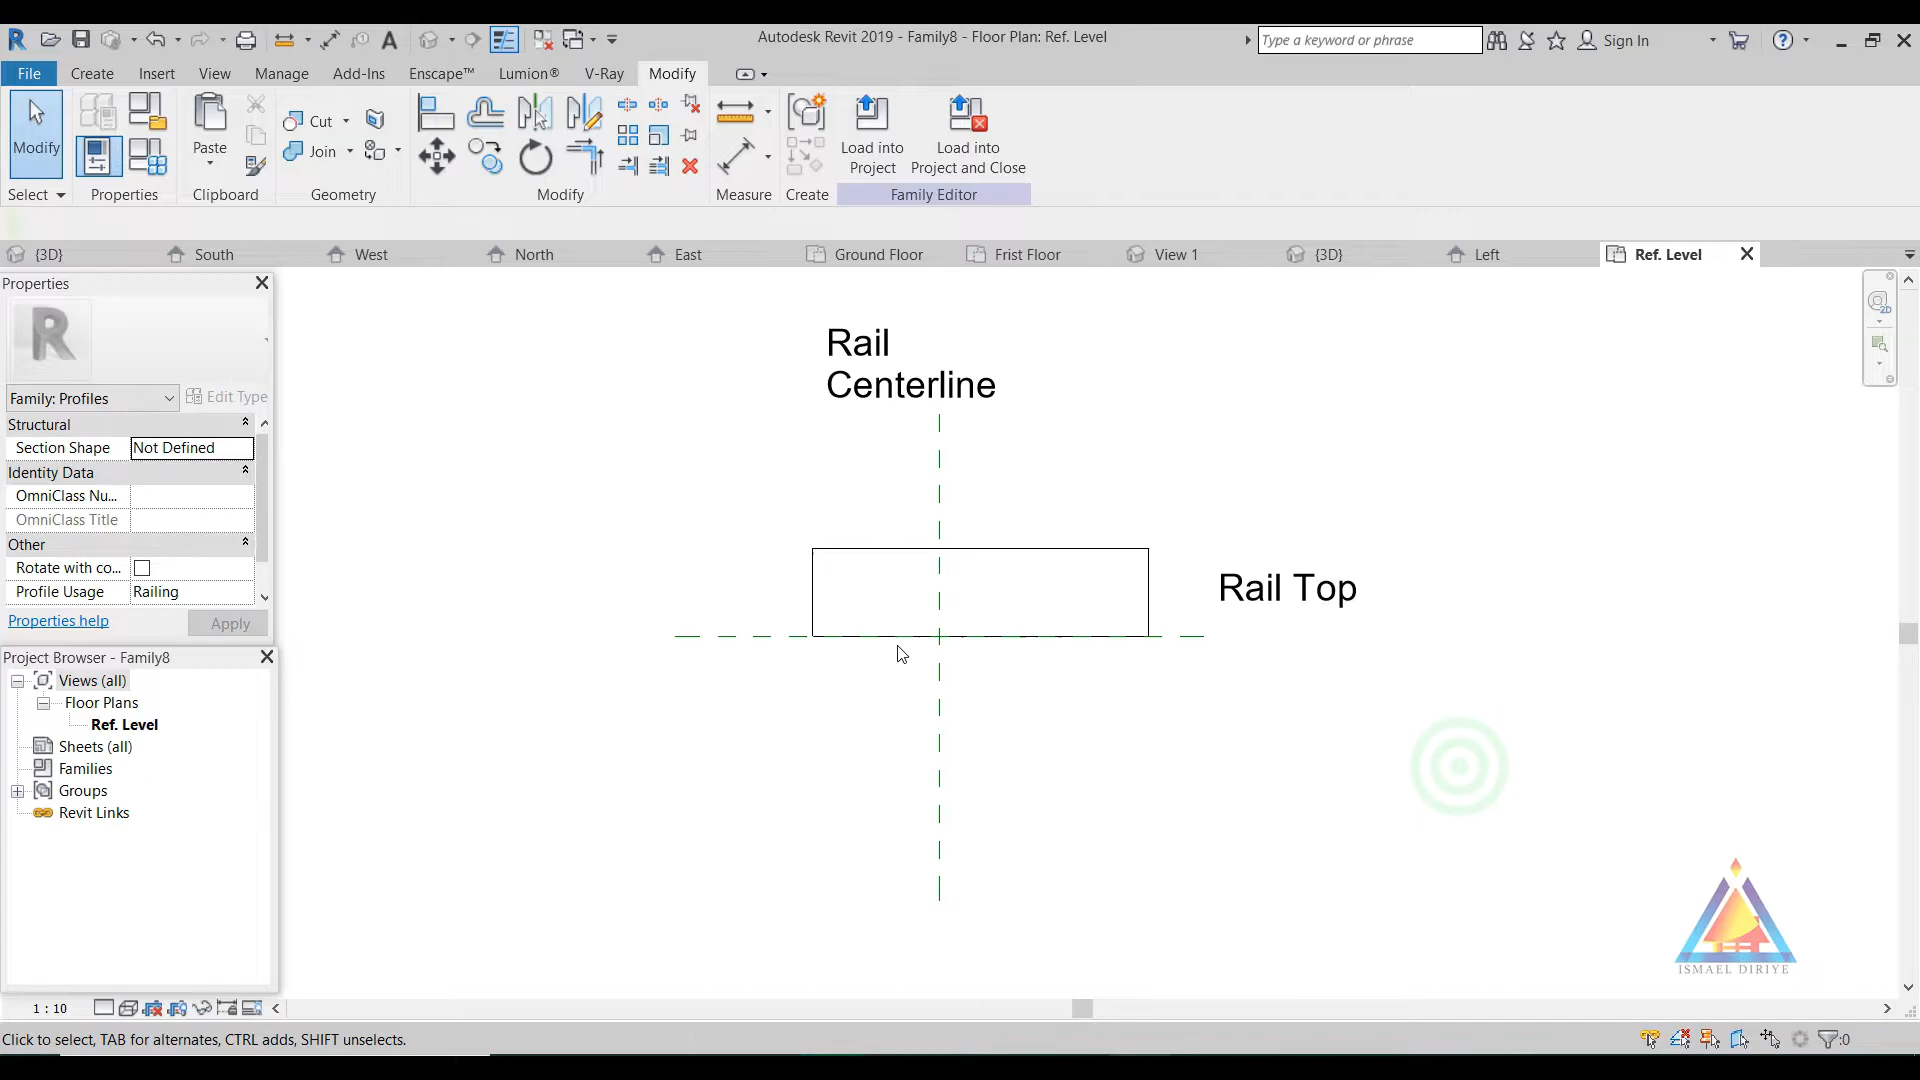 Autodesk Revit 2019 - Family8 - Floor Plan: Ref. Level
Type a keyword or phrase
Sign In
File Create Insert View Manage Add-Ins Enscape™ Lumion® V-Ray Modify
Modify
Paste
Cut
Join
Load into
Project
Load into
Project and Close
Select Properties Clipboard Geometry Modify Measure Create Family Editor
{3D} South West North East Ground Floor Frist Floor View 1 {3D} Left Ref. Level
Properties
Family: Profiles Edit Type
Structural
Section Shape Not Defined
Identity Data
OmniClass Nu...
OmniClass Title
Other
Rotate with co...
Profile Usage Railing
Properties help Apply
Project Browser - Family8
Views (all)
Floor Plans
Ref. Level
Sheets (all)
Families
Groups
Revit Links
Rail
Centerline
Rail Top
ISMAEL DIRIYE
1 : 10
Click to select, TAB for alternates, CTRL adds, SHIFT unselects.
:0